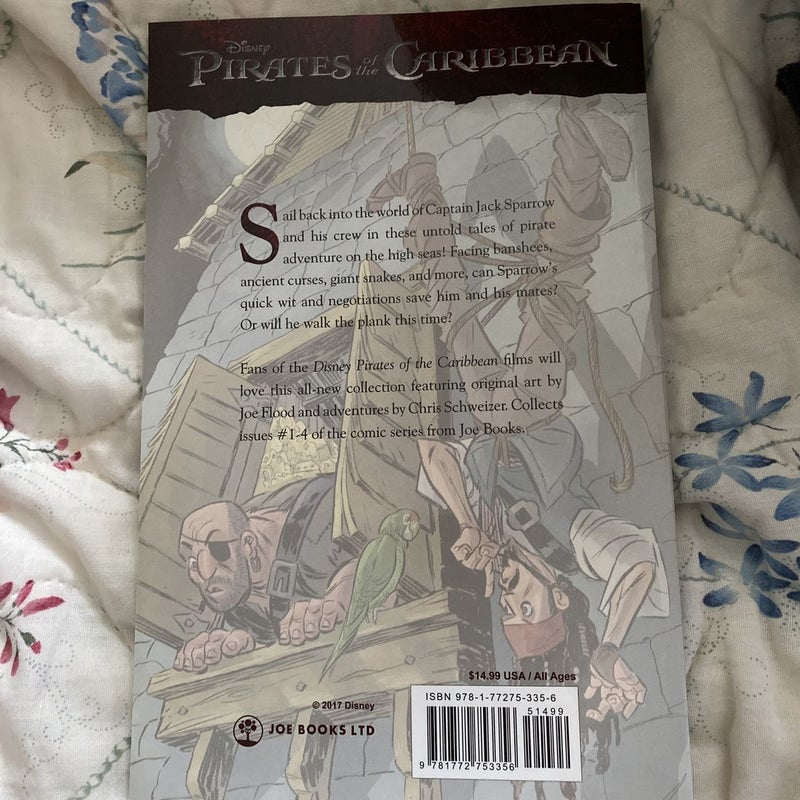 Disney
PIRATES of the CARIBBEAN
Sail back into the world of Captain Jack Sparrow
and his crew in these untold tales of pirate
adventure on the high seas! Facing banshees,
ancient curses, giant snakes, and more, can Sparrow's
quick wit and negotiations save him and his mates?
Or will he walk the plank this time?
Fans of the Disney Pirates of the Caribbean films will
love this all-new collection featuring original art by
Joe Flood and adventures by Chris Schweizer. Collects
issues #1-4 of the comic series from Joe Books.
$14.99 USA / All Ages
© 2017 Disney
JOE BOOKS LTD
ISBN 978-1-77275-335-6
51499
9 781772 753356